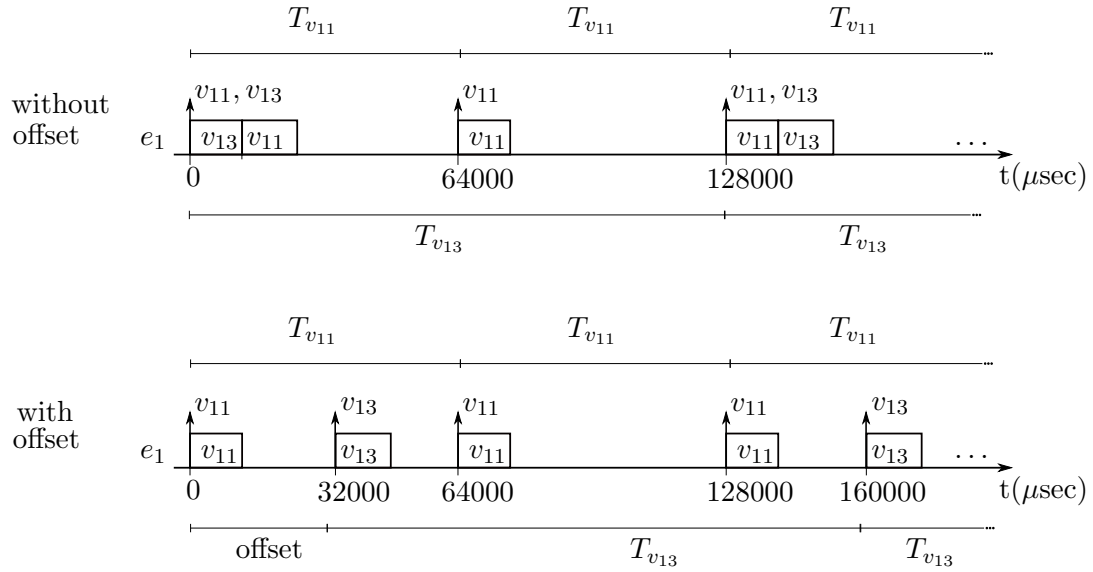 T_{v_{11}} T_{v_{11}} T_{v_{11}}
without
offset
v_{11}, v_{13} v_{11} v_{11}, v_{13}
e_1 v_{13} v_{11} v_{11} v_{11} v_{13} ...
0 64000 128000 t(μsec)
T_{v_{13}} T_{v_{13}}
T_{v_{11}} T_{v_{11}} T_{v_{11}}
with
offset
v_{11} v_{13} v_{11} v_{11} v_{13}
e_1 v_{11} v_{13} v_{11} v_{11} v_{13} ...
0 32000 64000 128000 160000 t(μsec)
offset T_{v_{13}} T_{v_{13}}